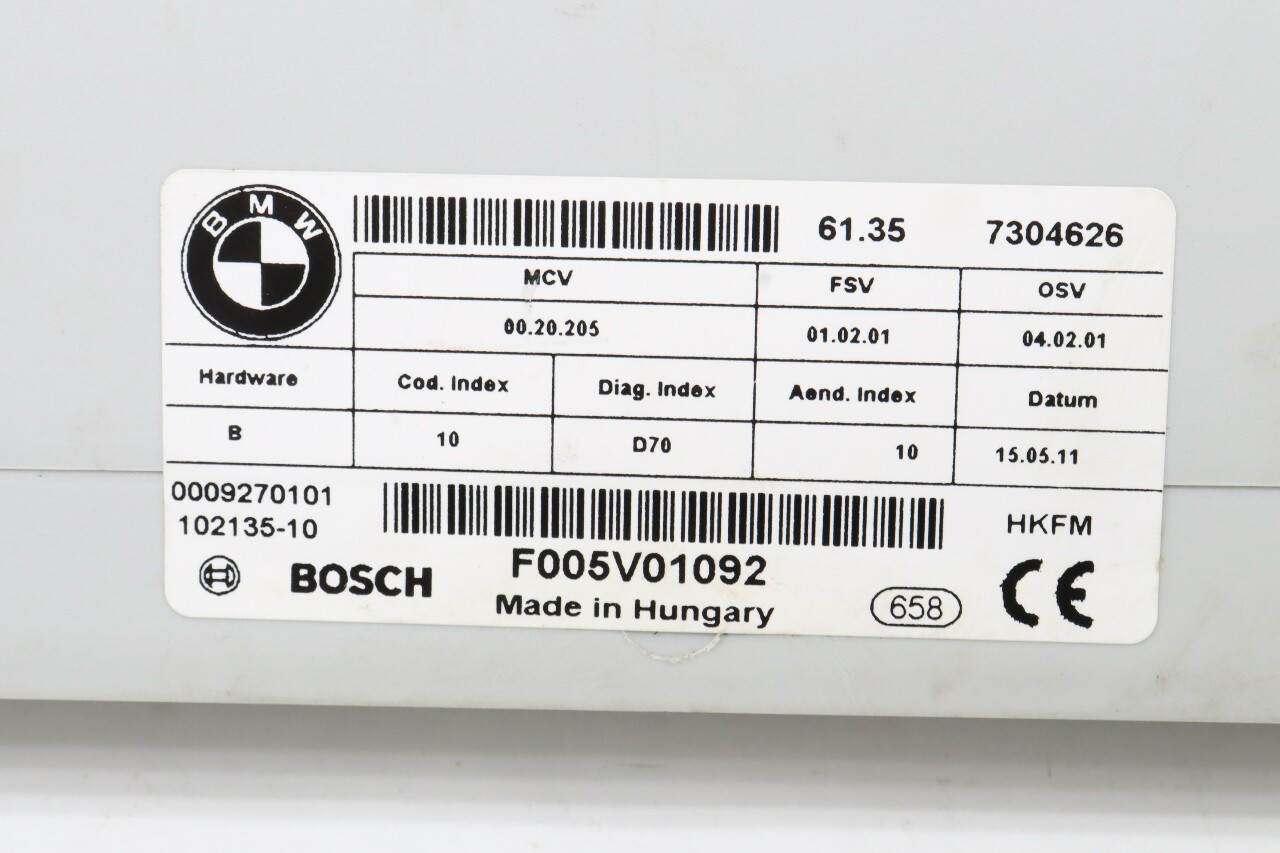 BMW
61.35 7304626
MCV FSV OSV
00.20.205 01.02.01 04.02.01
Hardware Cod. Index Diag. Index Aend. Index Datum
B 10 D70 10 15.05.11
0009270101
102135-10
HKFM
BOSCH
F005V01092
Made in Hungary
658
CE